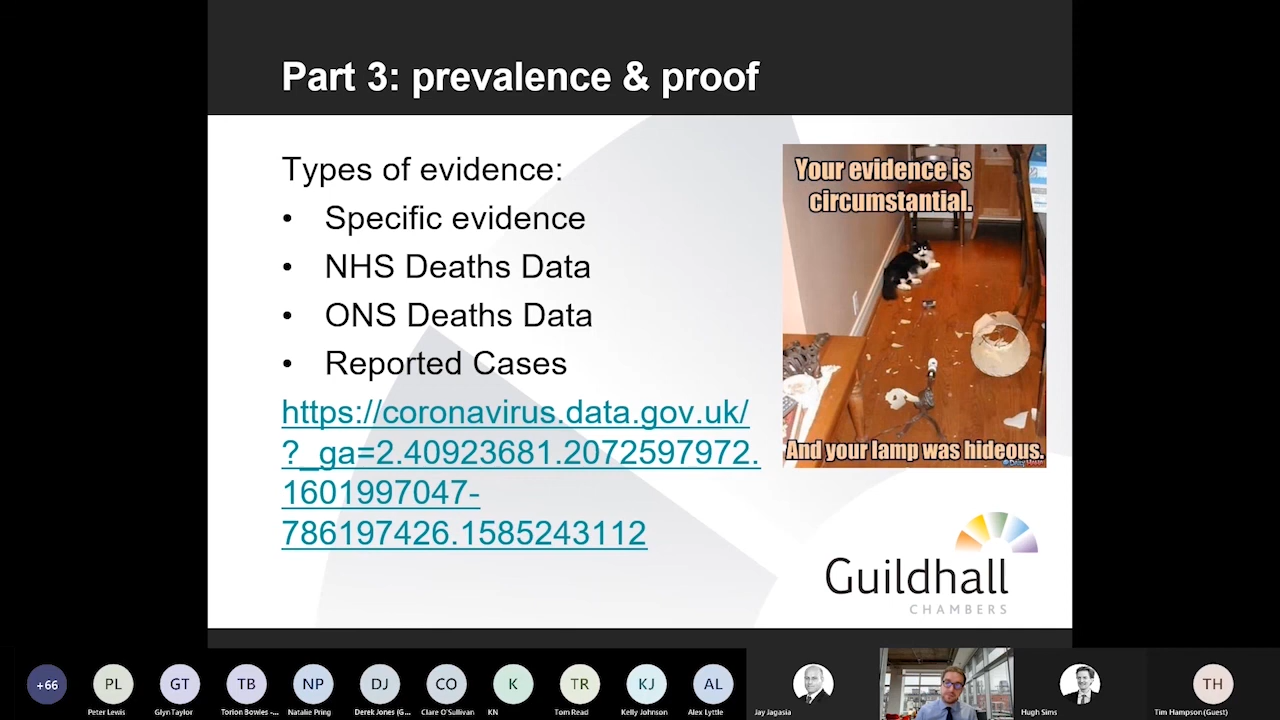 Part 3: prevalence & proof
Types of evidence:
• Specific evidence
• NHS Deaths Data
• ONS Deaths Data
• Reported Cases
https://coronavirus.data.gov.uk/
?_ga=2.40923681.2072597972.
1601997047-
786197426.1585243112
Your evidence is
circumstantial.
And your lamp was hideous.
Guildhall
CHAMBERS
+66
PL
GT
TB
NP
DJ
CO
K
TR
KJ
AL
TH
Peter Lewis
Glyn Taylor
Torion Bowles -...
Natalie Pring
Derek Jones (G...
Clare O'Sullivan
KN
Tom Read
Kelly Johnson
Alex Lyttle
Jay Jagasia
Hugh Sims
Tim Hampson (Guest)